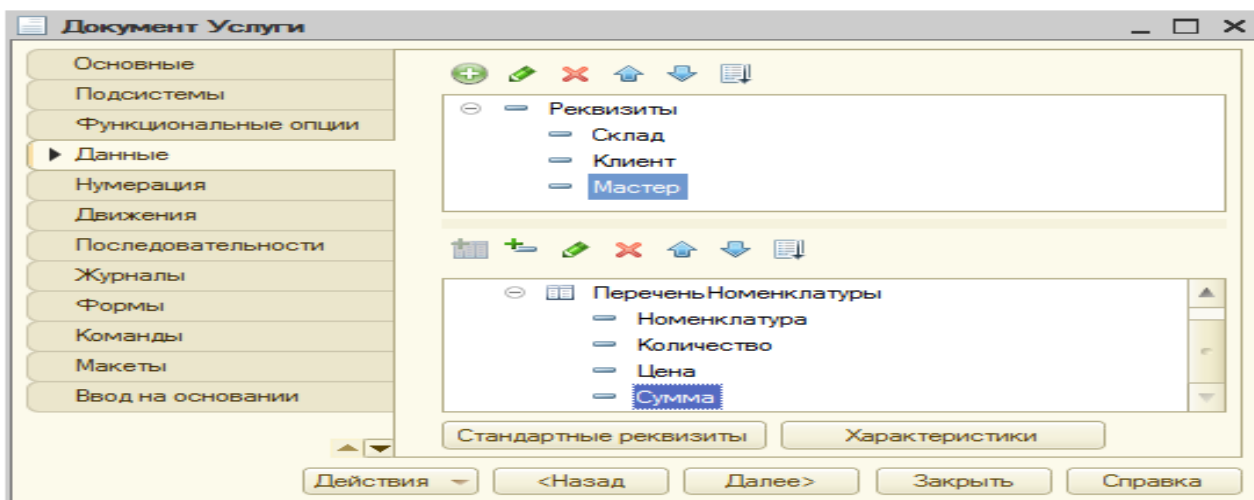 Документ Услуги
Основные
Подсистемы
Функциональные опции
Данные
Нумерация
Движения
Последовательности
Журналы
Формы
Команды
Макеты
Ввод на основании
Реквизиты
Склад
Клиент
Мастер
ПереченьНоменклатуры
Номенклатура
Количество
Цена
Сумма
Стандартные реквизиты Характеристики
Действия <Назад Далее> Закрыть Справка